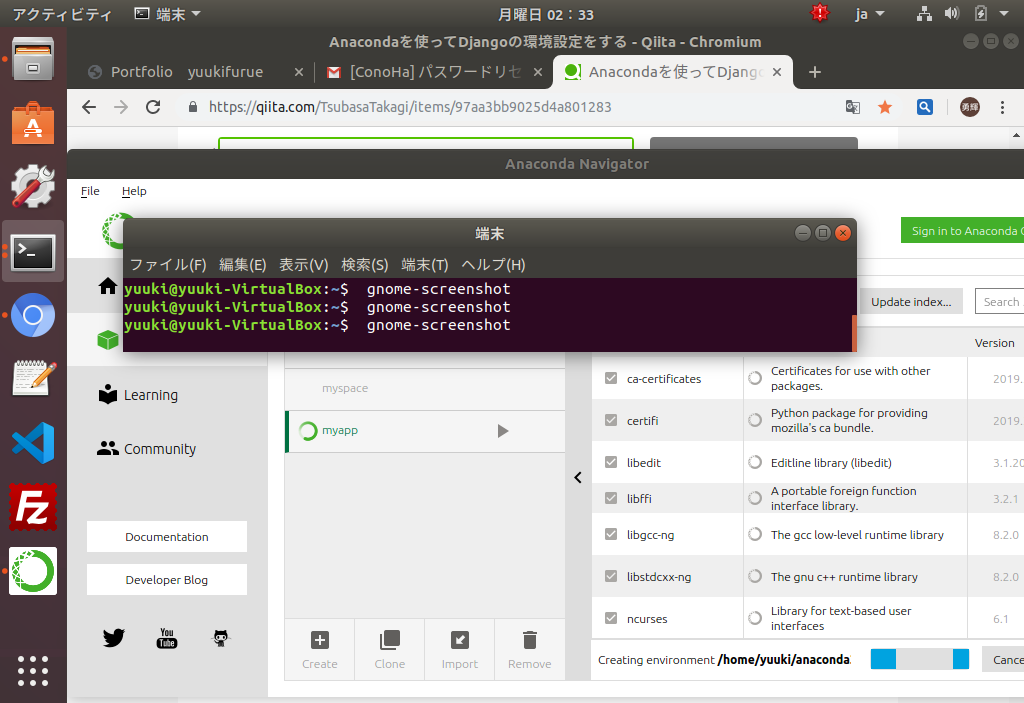 アクティビティ 端末 月曜日 02：33 ja
Anacondaを使ってDjangoの環境設定をする - Qiita - Chromium
Portfolio yuukifurue
[ConoHa] パスワードリセ
Anacondaを使ってDjang
https://qiita.com/TsubasaTakagi/items/97aa3bb9025d4a801283
勇輝
Anaconda Navigator
File Help
Sign in to Anaconda
端末
ファイル(F) 編集(E) 表示(V) 検索(S) 端末(T) ヘルプ(H)
yuuki@yuuki-VirtualBox:~$ gnome-screenshot
yuuki@yuuki-VirtualBox:~$ gnome-screenshot
yuuki@yuuki-VirtualBox:~$ gnome-screenshot
Update index...
Search
Version
Learning
Community
Documentation
Developer Blog
You
Tube
myspace
myapp
Create Clone Import Remove
ca-certificates Certificates for use with other packages. 2019.
certifi Python package for providing mozilla's ca bundle. 2019.
libedit Editline library (libedit) 3.1.20
libffi A portable foreign function interface library. 3.2.1
libgcc-ng The gcc low-level runtime library 8.2.0
libstdcxx-ng The gnu c++ runtime library 8.2.0
ncurses Library for text-based user interfaces 6.1
Creating environment /home/yuuki/anaconda
Cance